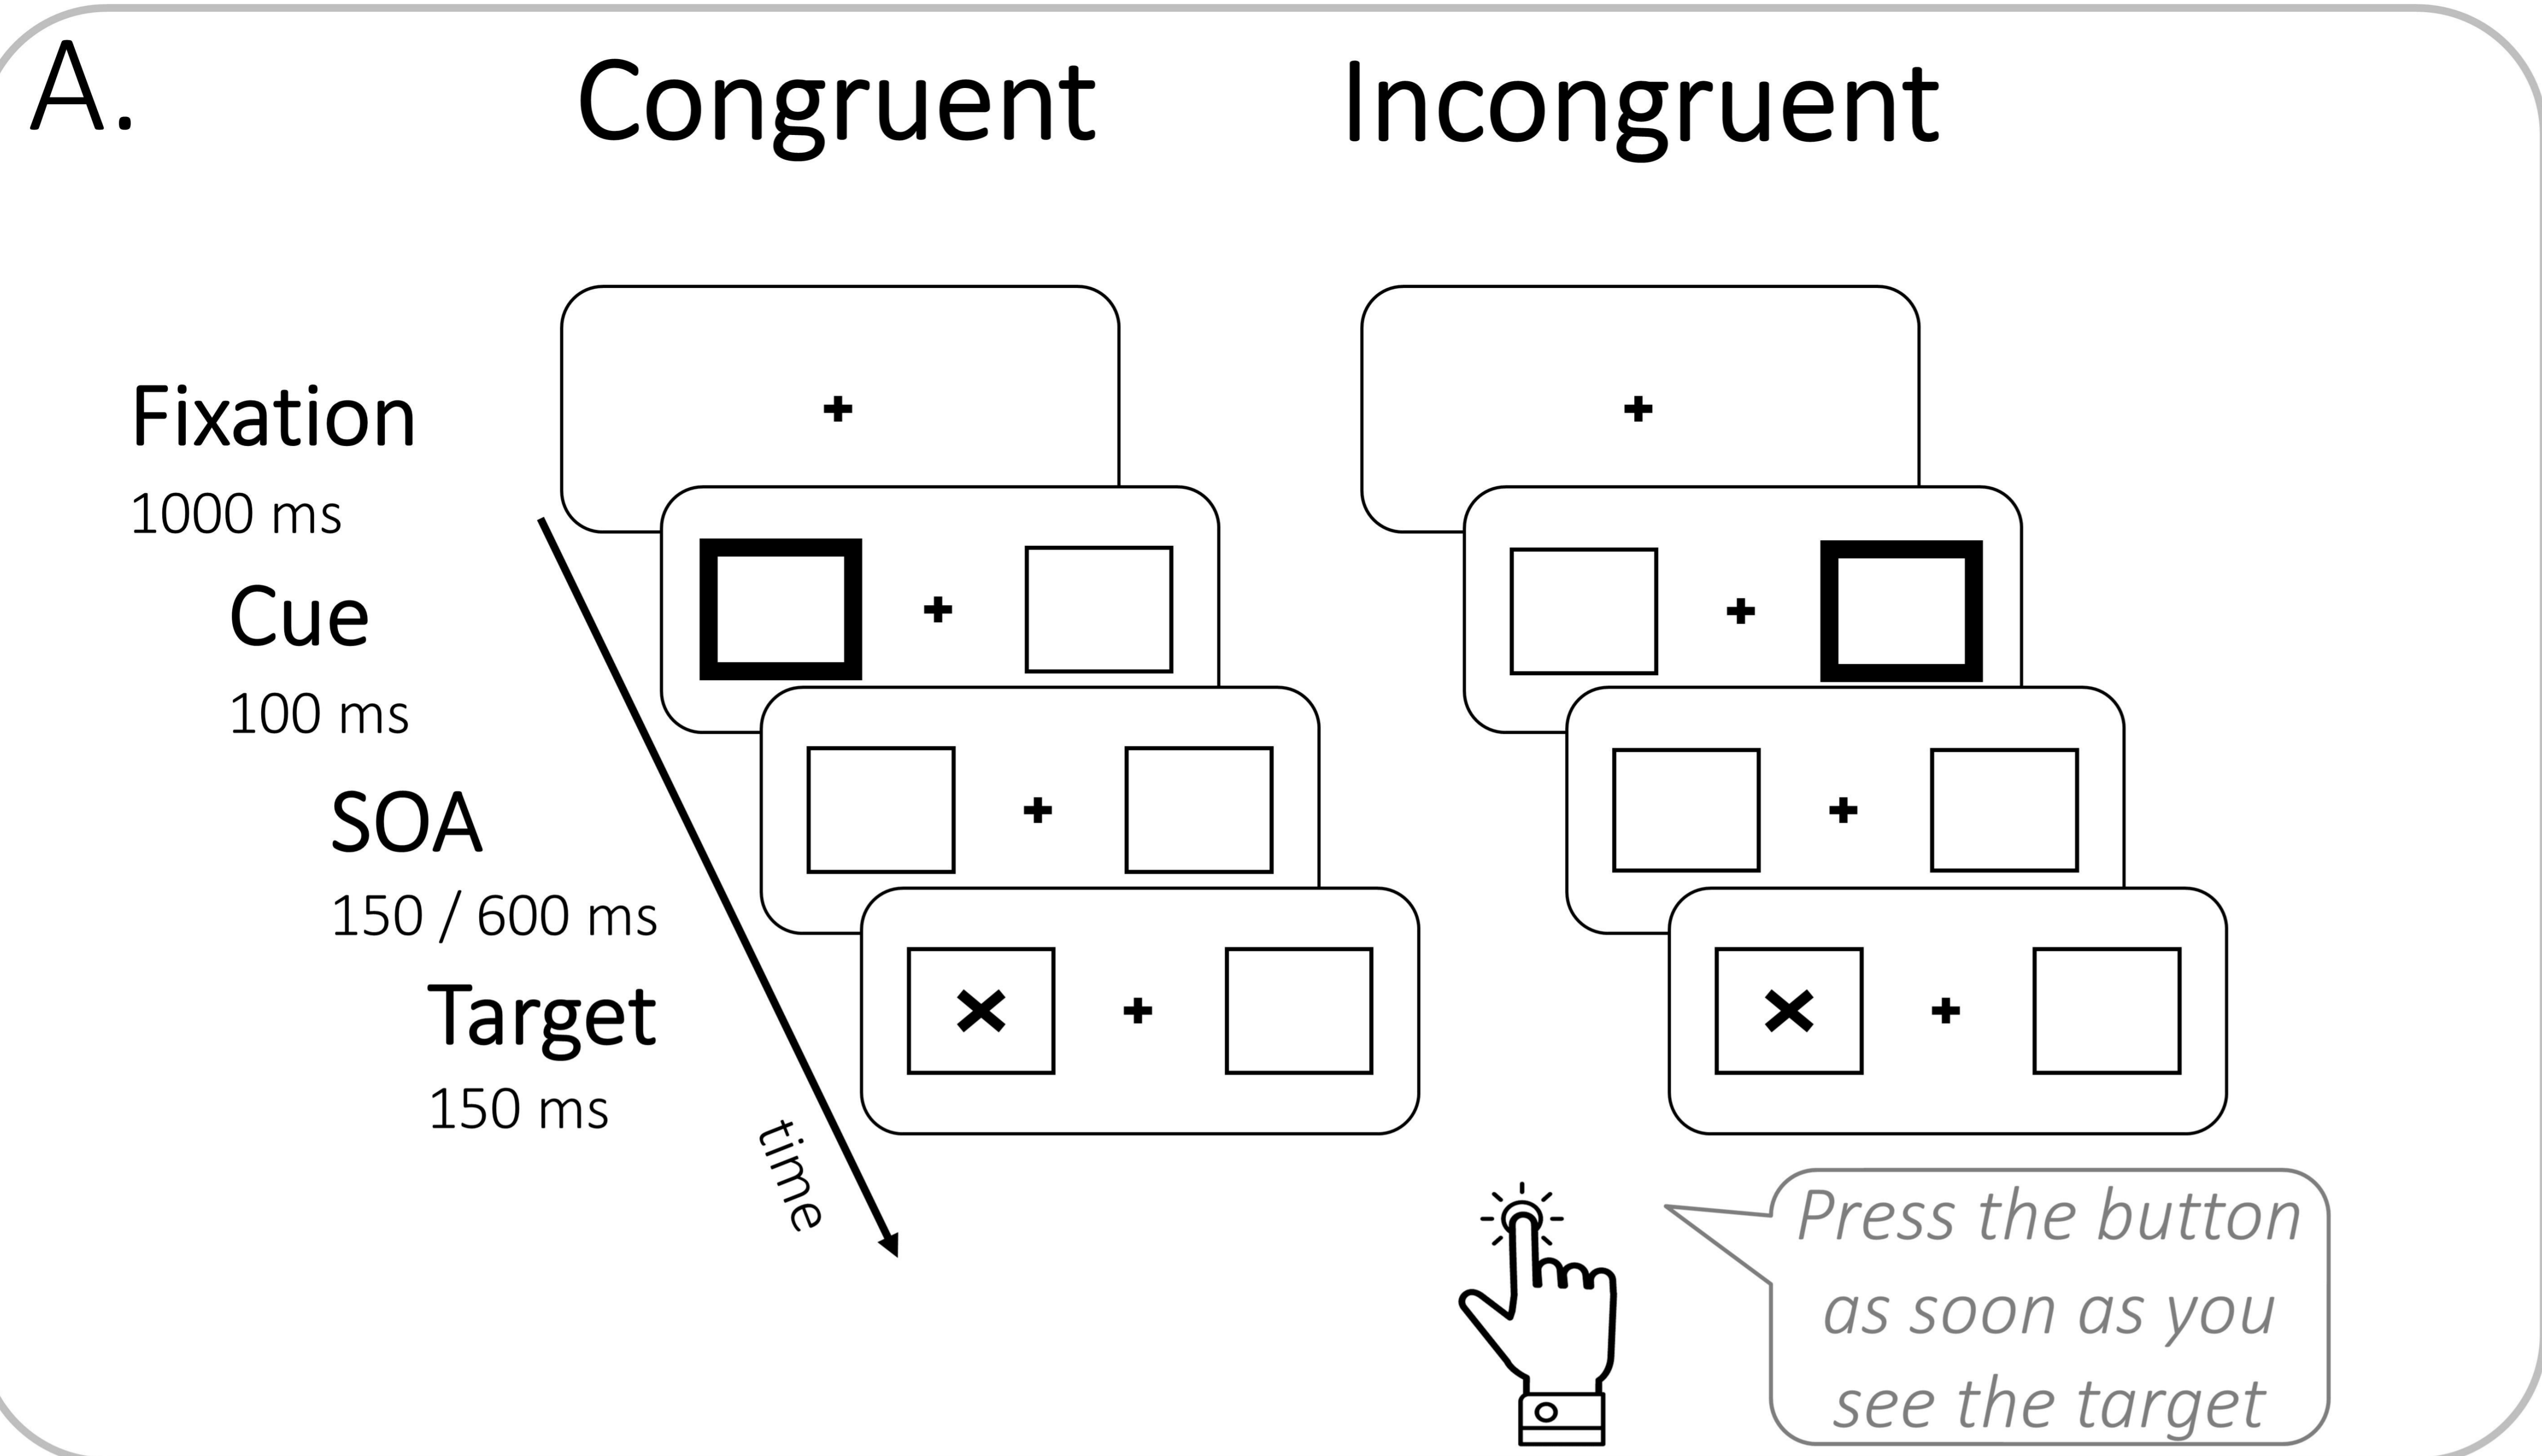 A.
Congruent
Incongruent
Fixation
1000 ms
Cue
100 ms
SOA
150 / 600 ms
Target
150 ms
time
Press the button
as soon as you
see the target